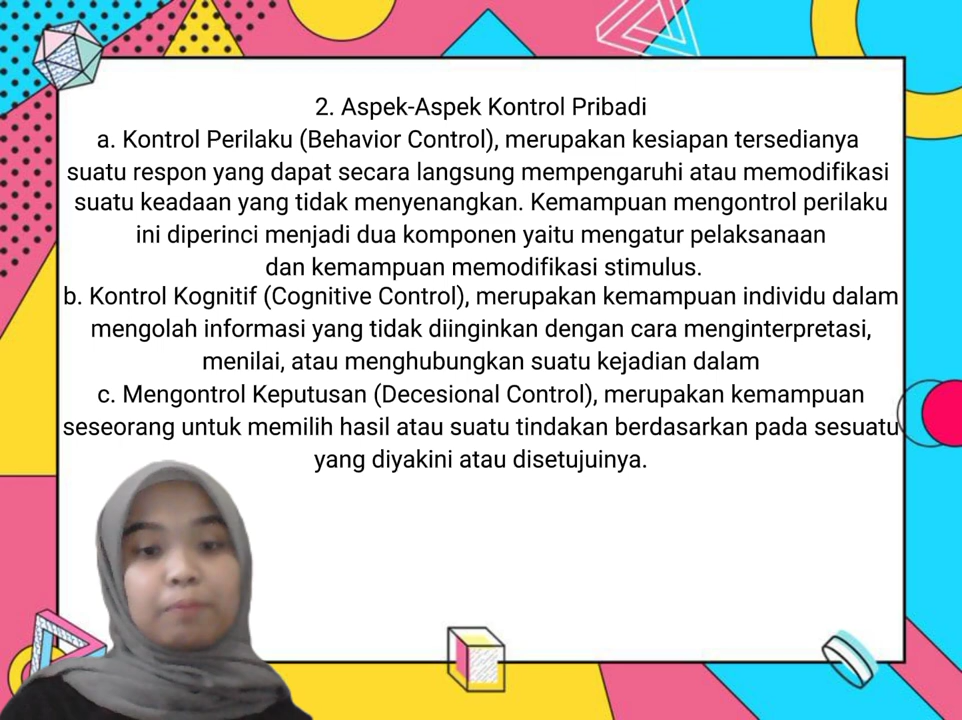 2. Aspek-Aspek Kontrol Pribadi
a. Kontrol Perilaku (Behavior Control), merupakan kesiapan tersedianya
suatu respon yang dapat secara langsung mempengaruhi atau memodifikasi
suatu keadaan yang tidak menyenangkan. Kemampuan mengontrol perilaku
ini diperinci menjadi dua komponen yaitu mengatur pelaksanaan
dan kemampuan memodifikasi stimulus.
b. Kontrol Kognitif (Cognitive Control), merupakan kemampuan individu dalam
mengolah informasi yang tidak diinginkan dengan cara menginterpretasi,
menilai, atau menghubungkan suatu kejadian dalam
c. Mengontrol Keputusan (Decesional Control), merupakan kemampuan
seseorang untuk memilih hasil atau suatu tindakan berdasarkan pada sesuatu
yang diyakini atau disetujuinya.